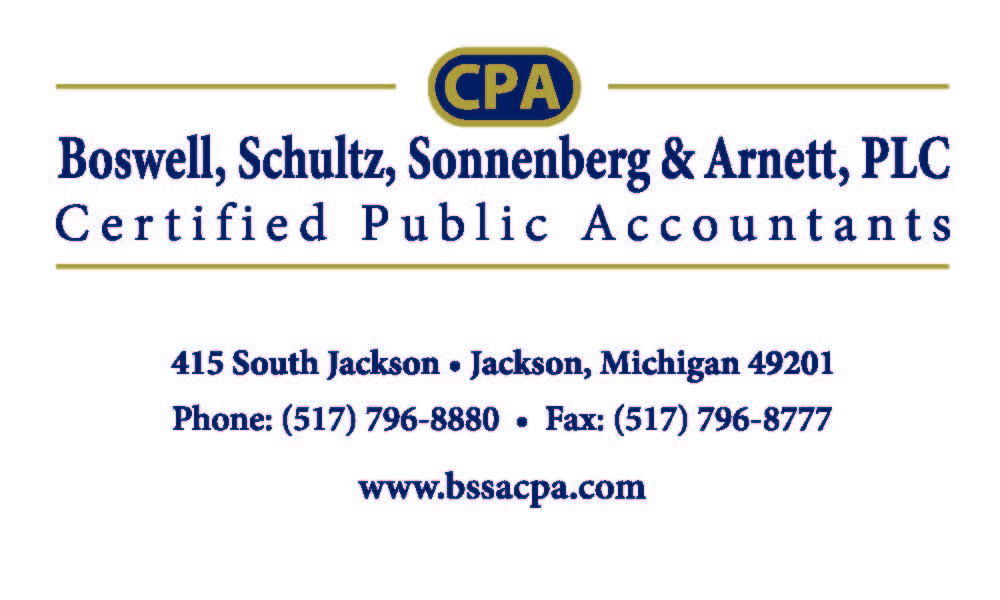 CPA
Boswell, Schultz, Sonnenberg & Arnett, PLC
Certified Public Accountants
415 South Jackson • Jackson, Michigan 49201
Phone: (517) 796-8880 • Fax: (517) 796-8777
www.bssacpa.com